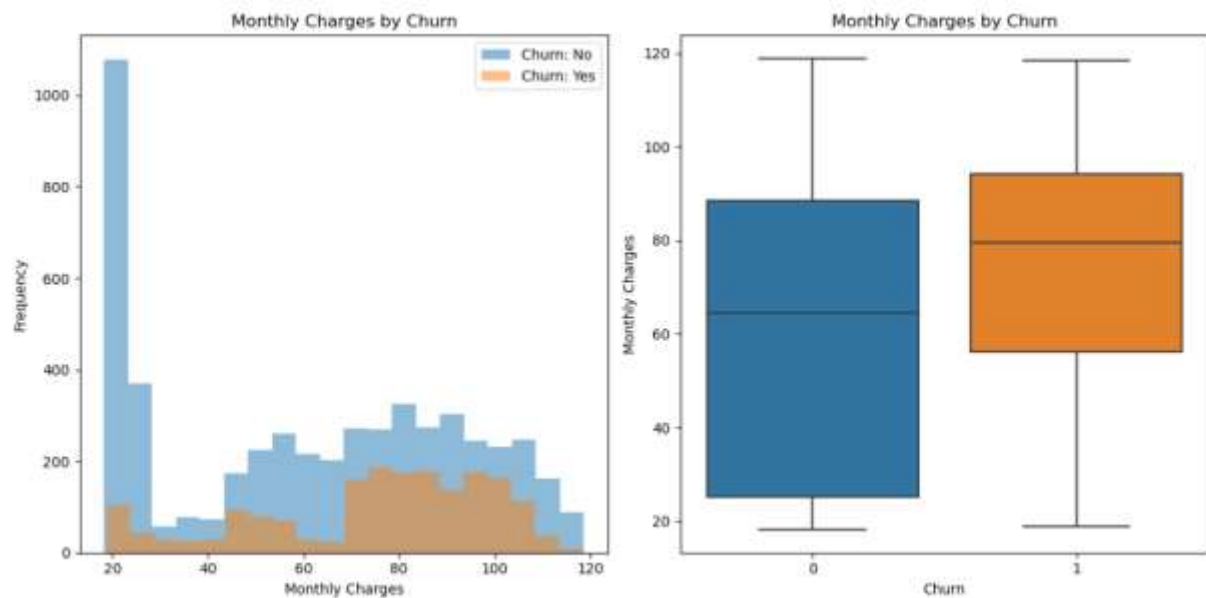 Monthly Charges by Churn
Churn: No
Churn: Yes
1000
800
600
400
200
0
Frequency
20 40 60 80 100 120
Monthly Charges
Monthly Charges by Churn
120
100
80
60
40
20
Monthly Charges
0 1
Churn